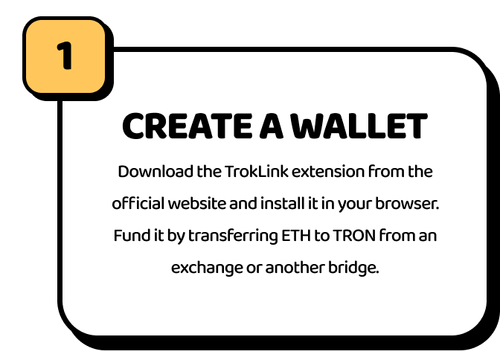 1
CREATE A WALLET
Download the TrokLink extension from the
official website and install it in your browser.
Fund it by transferring ETH to TRON from an
exchange or another bridge.